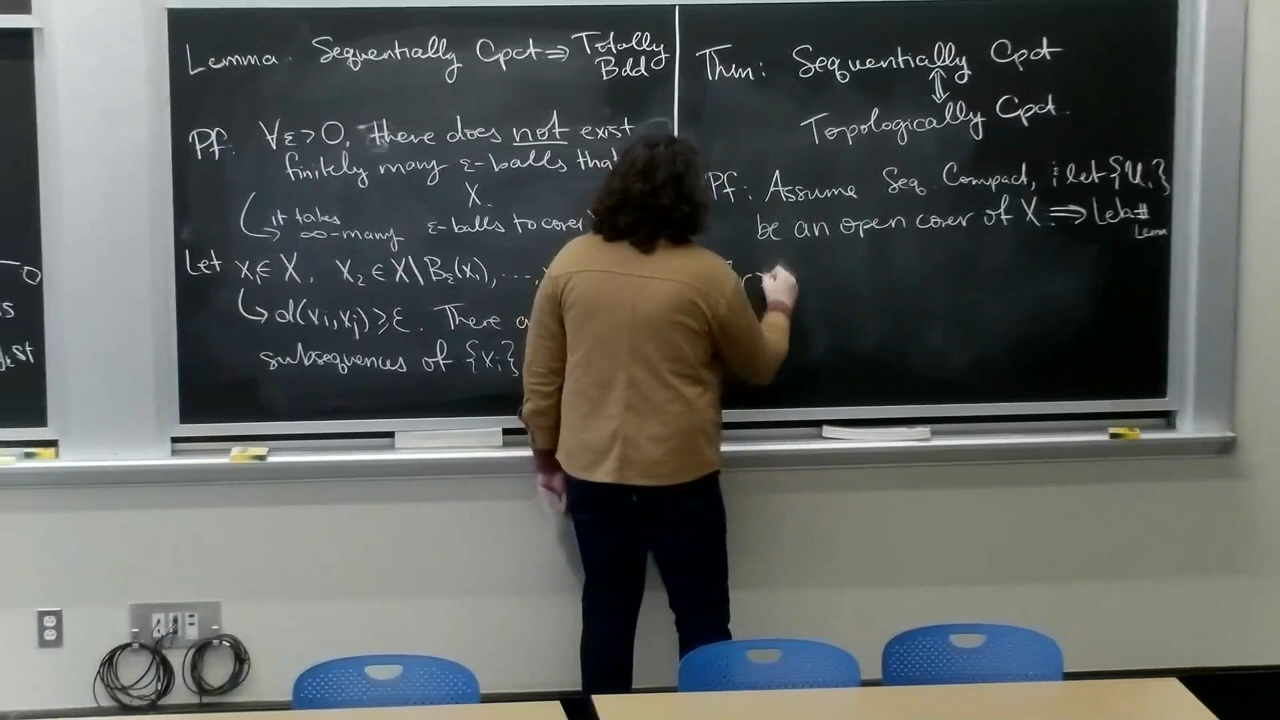 Lemma. Sequentially Cpct ⇒ Totally
Bdd
Pf: ∀ε>0, there does not exist
finitely many ε-balls that
X.
it takes
∞-many ε-balls to cover
Let x₁∈X, x₂∈X\Bε(x₁), ...,
d(xᵢ,xⱼ)≥ε. There
subsequences of {xᵢ}
Thm: Sequentially Cpct
⇕
Topologically Cpct.
Pf: Assume Seq. Compact, & let {Uᵢ}
be an open cover of X. ⇒ Leb#
Lemma